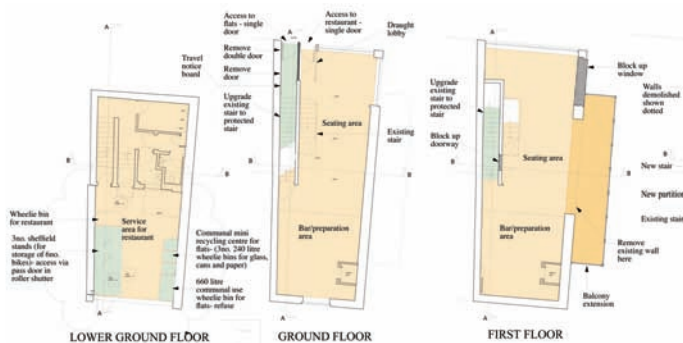 A
Access to
flats - single
door
Access to
restaurant -
single door
Draught
lobby
A
Remove
double door
Travel
notice
board
Remove
door
Upgrade
existing
stair to
protected
stair
Seating area
Existing
stair
Upgrade
existing
stair to
protected
stair
Block up
doorway
Seating area
Block up
window
Walls
demolished
shown
dotted
A
B
B
B
B
New stair
New partition
Existing stair
Wheelie bin
for restaurant
Service
area for
restaurant
3no. sheffield
stands (for
storage of 6no.
bikes)- access via
pass door in
roller shutter
Communal mini
recycling centre for
flats- (3no. 240 litre
wheelie bins for glass,
cans and paper)
660 litre
communal use
wheelie bin for
flats- refuse
Bar/preparation
area
Bar/preparation
area
Remove
existing wall
here
Balcony
extension
A
A
A
LOWER GROUND FLOOR
GROUND FLOOR
FIRST FLOOR